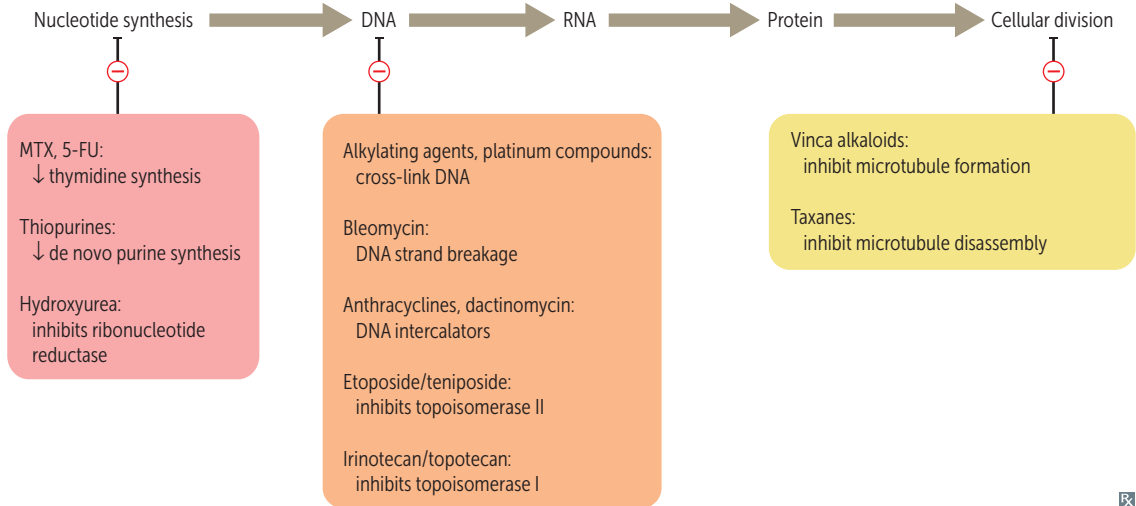 Nucleotide synthesis DNA RNA Protein Cellular division
MTX, 5-FU:
↓ thymidine synthesis
Thiopurines:
↓ de novo purine synthesis
Hydroxyurea:
inhibits ribonucleotide
reductase
Alkylating agents, platinum compounds:
cross-link DNA
Bleomycin:
DNA strand breakage
Anthracyclines, dactinomycin:
DNA intercalators
Etoposide/teniposide:
inhibits topoisomerase II
Irinotecan/topotecan:
inhibits topoisomerase I
Vinca alkaloids:
inhibit microtubule formation
Taxanes:
inhibit microtubule disassembly
℞